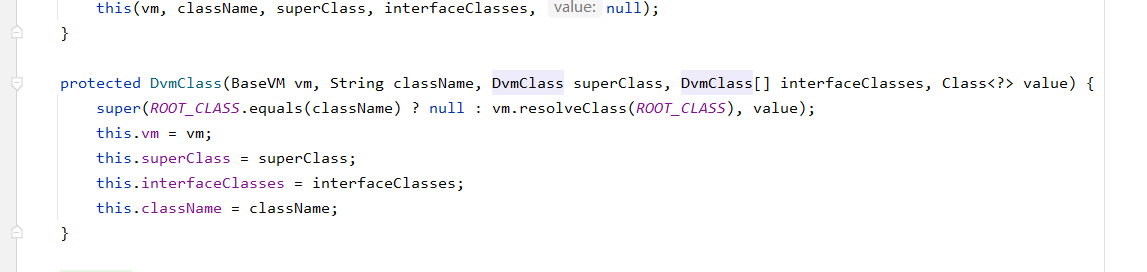 this(vm, className, superClass, interfaceClasses, value: null);
}
protected DvmClass(BaseVM vm, String className, DvmClass superClass, DvmClass[] interfaceClasses, Class<?> value) {
super(ROOT_CLASS.equals(className) ? null : vm.resolveClass(ROOT_CLASS), value);
this.vm = vm;
this.superClass = superClass;
this.interfaceClasses = interfaceClasses;
this.className = className;
}